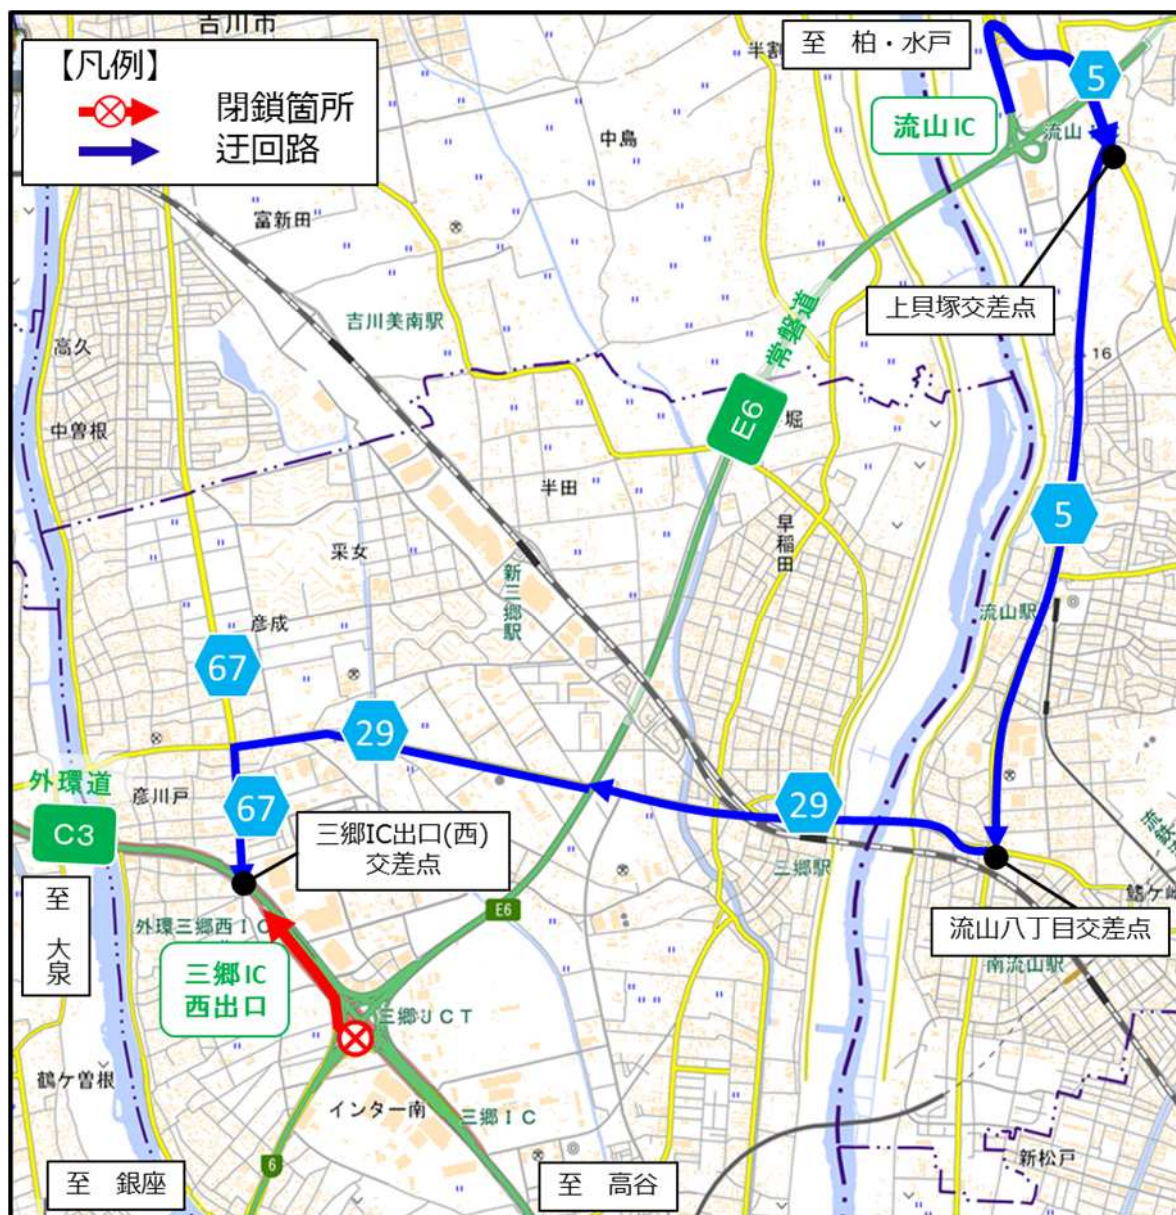 吉川市
【凡例】
閉鎖箇所
迂回路
至 柏・水戸
5
流山IC
流山
中島
富新田
上貝塚交差点
吉川美南駅
常磐道
高久
16
E6
堀
中曽根
半田
5
早稲田
采女
新三郷駅
流山駅
彦成
67
29
外環道
彦川戸
67
29
C3
三郷IC出口(西)
交差点
三郷駅
至 大泉
外環三郷西IC
E6
流山八丁目交差点
三郷IC
西出口
南流山駅
三郷JCT
鶴ケ曽根
インター南
三郷IC
新松戸
至 銀座
6
至 高谷